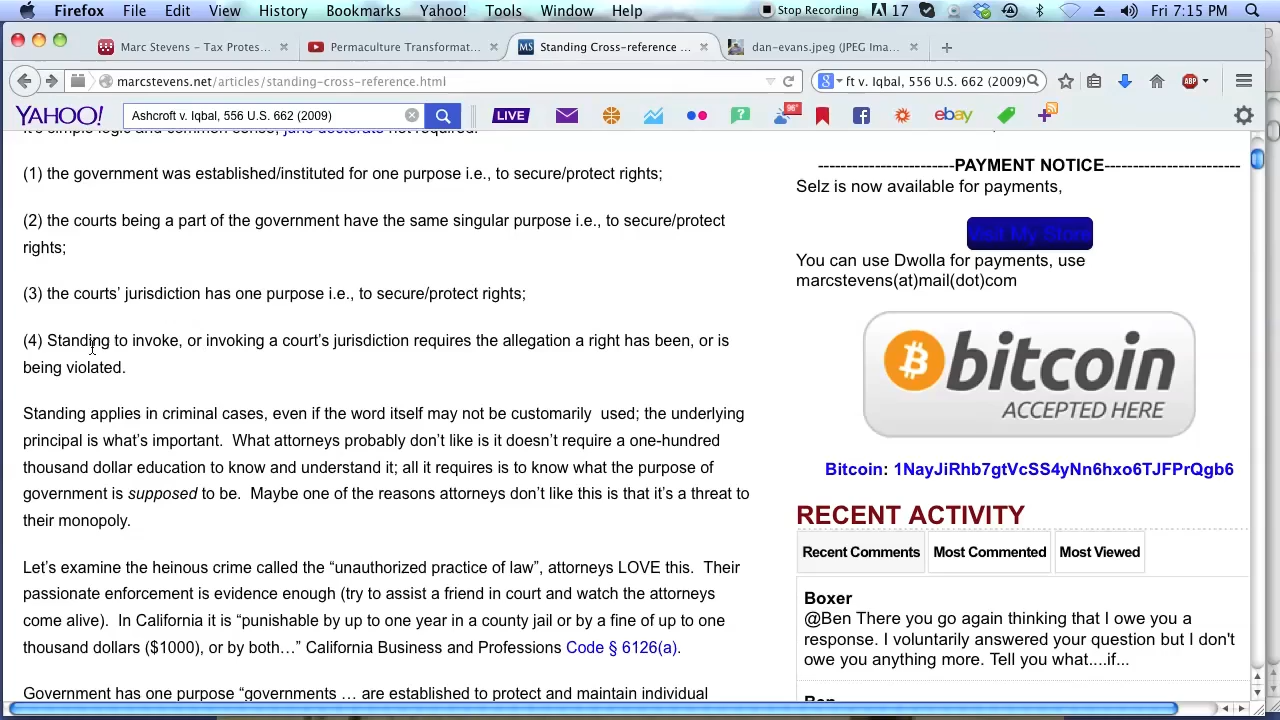 Firefox File Edit View History Bookmarks Yahoo! Tools Window Help Stop Recording 17 Fri 7:15 PM
Marc Stevens - Tax Protes... Permaculture Transformat... MS Standing Cross-reference ... dan-evans.jpeg (JPEG Ima...
marcstevens.net/articles/standing-cross-reference.html ft v. Iqbal, 556 U.S. 662 (2009) ABP
YAHOO! Ashcroft v. Iqbal, 556 U.S. 662 (2009) LIVE 96° ebay
It's simple logic and common sense, juris doctorate not required.
(1) the government was established/instituted for one purpose i.e., to secure/protect rights;
(2) the courts being a part of the government have the same singular purpose i.e., to secure/protect
rights;
(3) the courts' jurisdiction has one purpose i.e., to secure/protect rights;
(4) Standing to invoke, or invoking a court's jurisdiction requires the allegation a right has been, or is
being violated.
Standing applies in criminal cases, even if the word itself may not be customarily  used; the underlying
principal is what's important.  What attorneys probably don't like is it doesn't require a one-hundred
thousand dollar education to know and understand it; all it requires is to know what the purpose of
government is supposed to be.  Maybe one of the reasons attorneys don't like this is that it's a threat to
their monopoly.
Let's examine the heinous crime called the "unauthorized practice of law", attorneys LOVE this.  Their
passionate enforcement is evidence enough (try to assist a friend in court and watch the attorneys
come alive).  In California it is "punishable by up to one year in a county jail or by a fine of up to one
thousand dollars ($1000), or by both…" California Business and Professions Code § 6126(a).
Government has one purpose "governments … are established to protect and maintain individual
-----------------------PAYMENT NOTICE-----------------------
Selz is now available for payments,
Visit My Store
You can use Dwolla for payments, use
marcstevens(at)mail(dot)com
bitcoin
ACCEPTED HERE
Bitcoin: 1NayJiRhb7gtVcSS4yNn6hxo6TJFPrQgb6
RECENT ACTIVITY
Recent Comments Most Commented Most Viewed
Boxer
@Ben There you go again thinking that I owe you a
response. I voluntarily answered your question but I don't
owe you anything more. Tell you what....if...
Ben